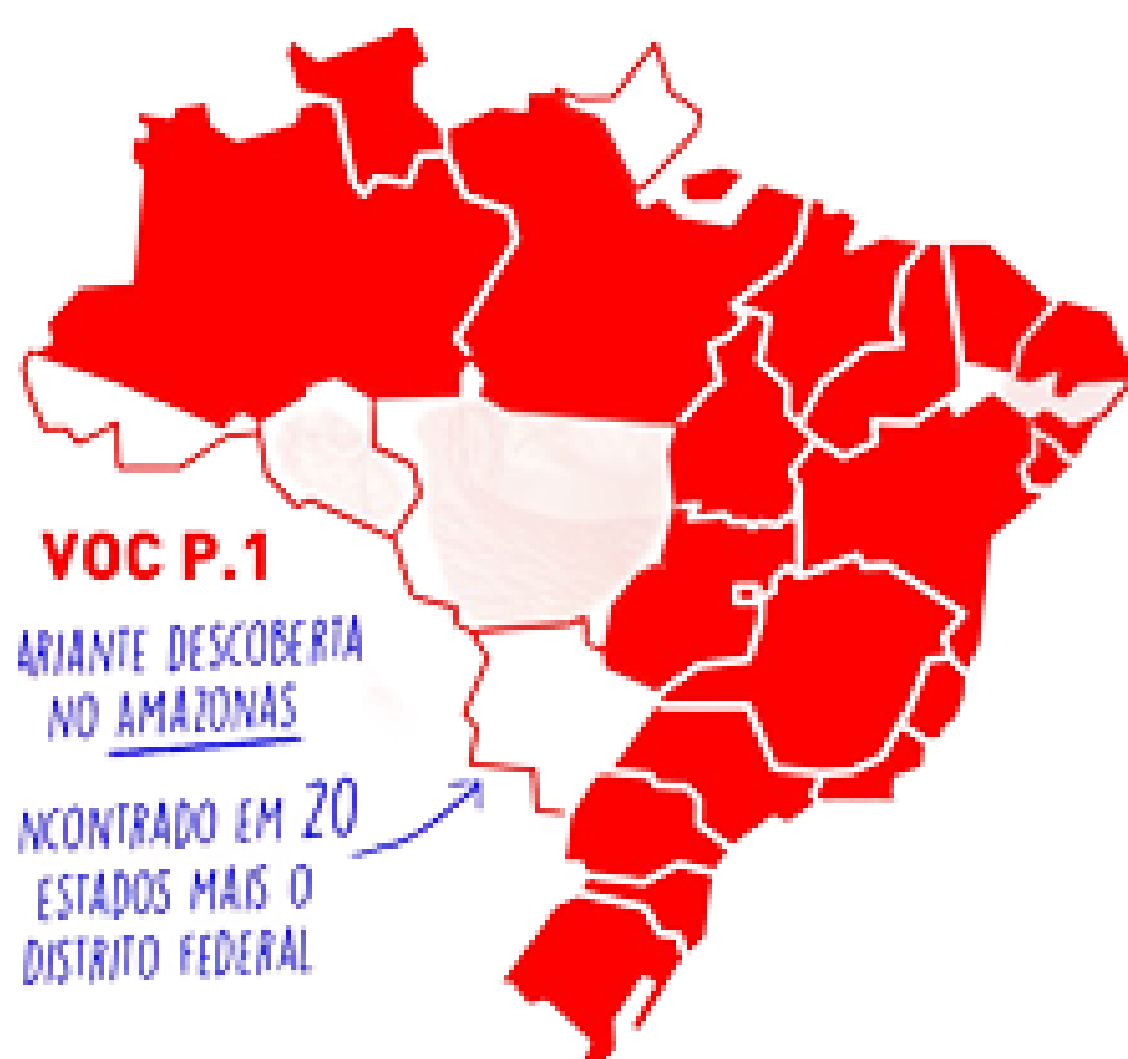 VOC P.1
ARIANTE DESCOBERTA
NO AMAZONAS
NCONTRADO EM 20
ESTADOS MAIS O
DISTRITO FEDERAL